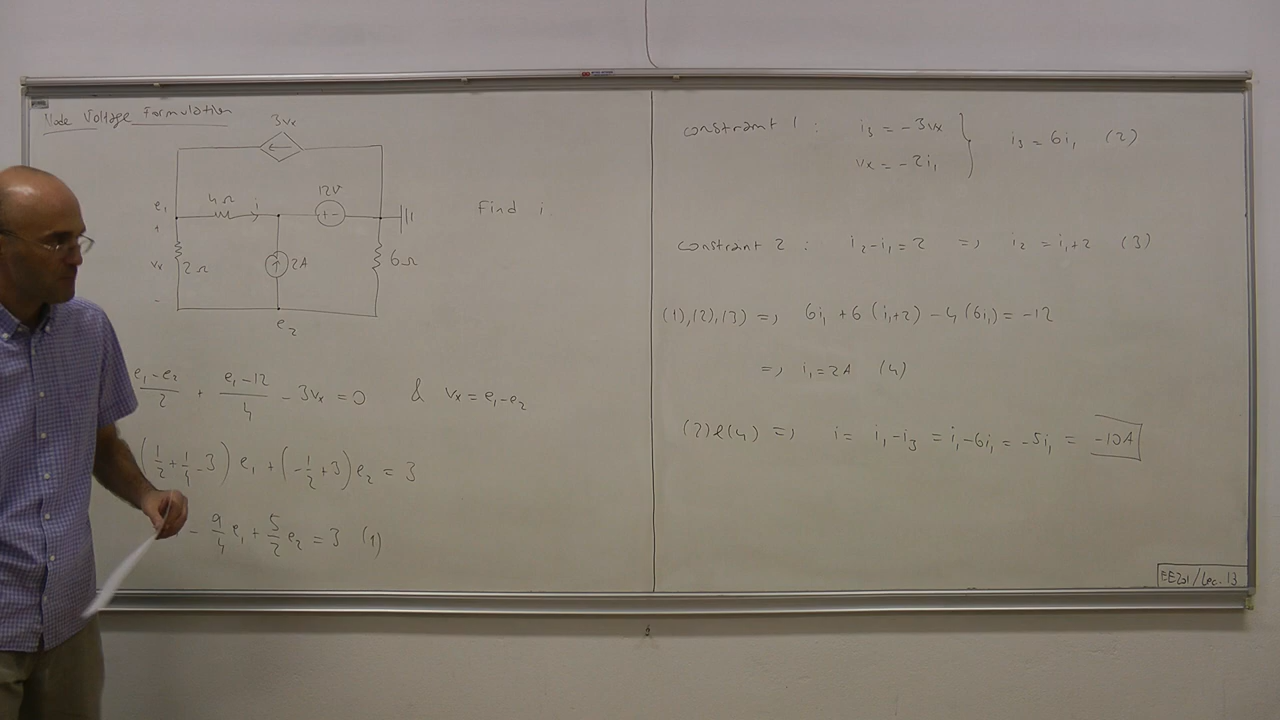 Node Voltage Formulation
3vx
4Ω
i
12V
+ -
e1
+
vx
-
2Ω
2A
6Ω
e2
Find i
e1-e2/2 + e1-12/4 - 3vx = 0 & vx = e1-e2
(1/2+1/4-3) e1 + (-1/2+3) e2 = 3
- 9/4 e1 + 5/2 e2 = 3 (1)
constraint 1 : i3 = -3vx
vx = -2i1
} i3 = 6i1 (2)
constraint 2 : i2-i1 = 2 => i2 = i1+2 (3)
(1),(2),(3) => 6i1 + 6(i1+2) - 4(6i1) = -12
=> i1 = 2A (4)
(2)&(4) => i = i1-i3 = i1-6i1 = -5i1 = -10A
EE201/Lec.13